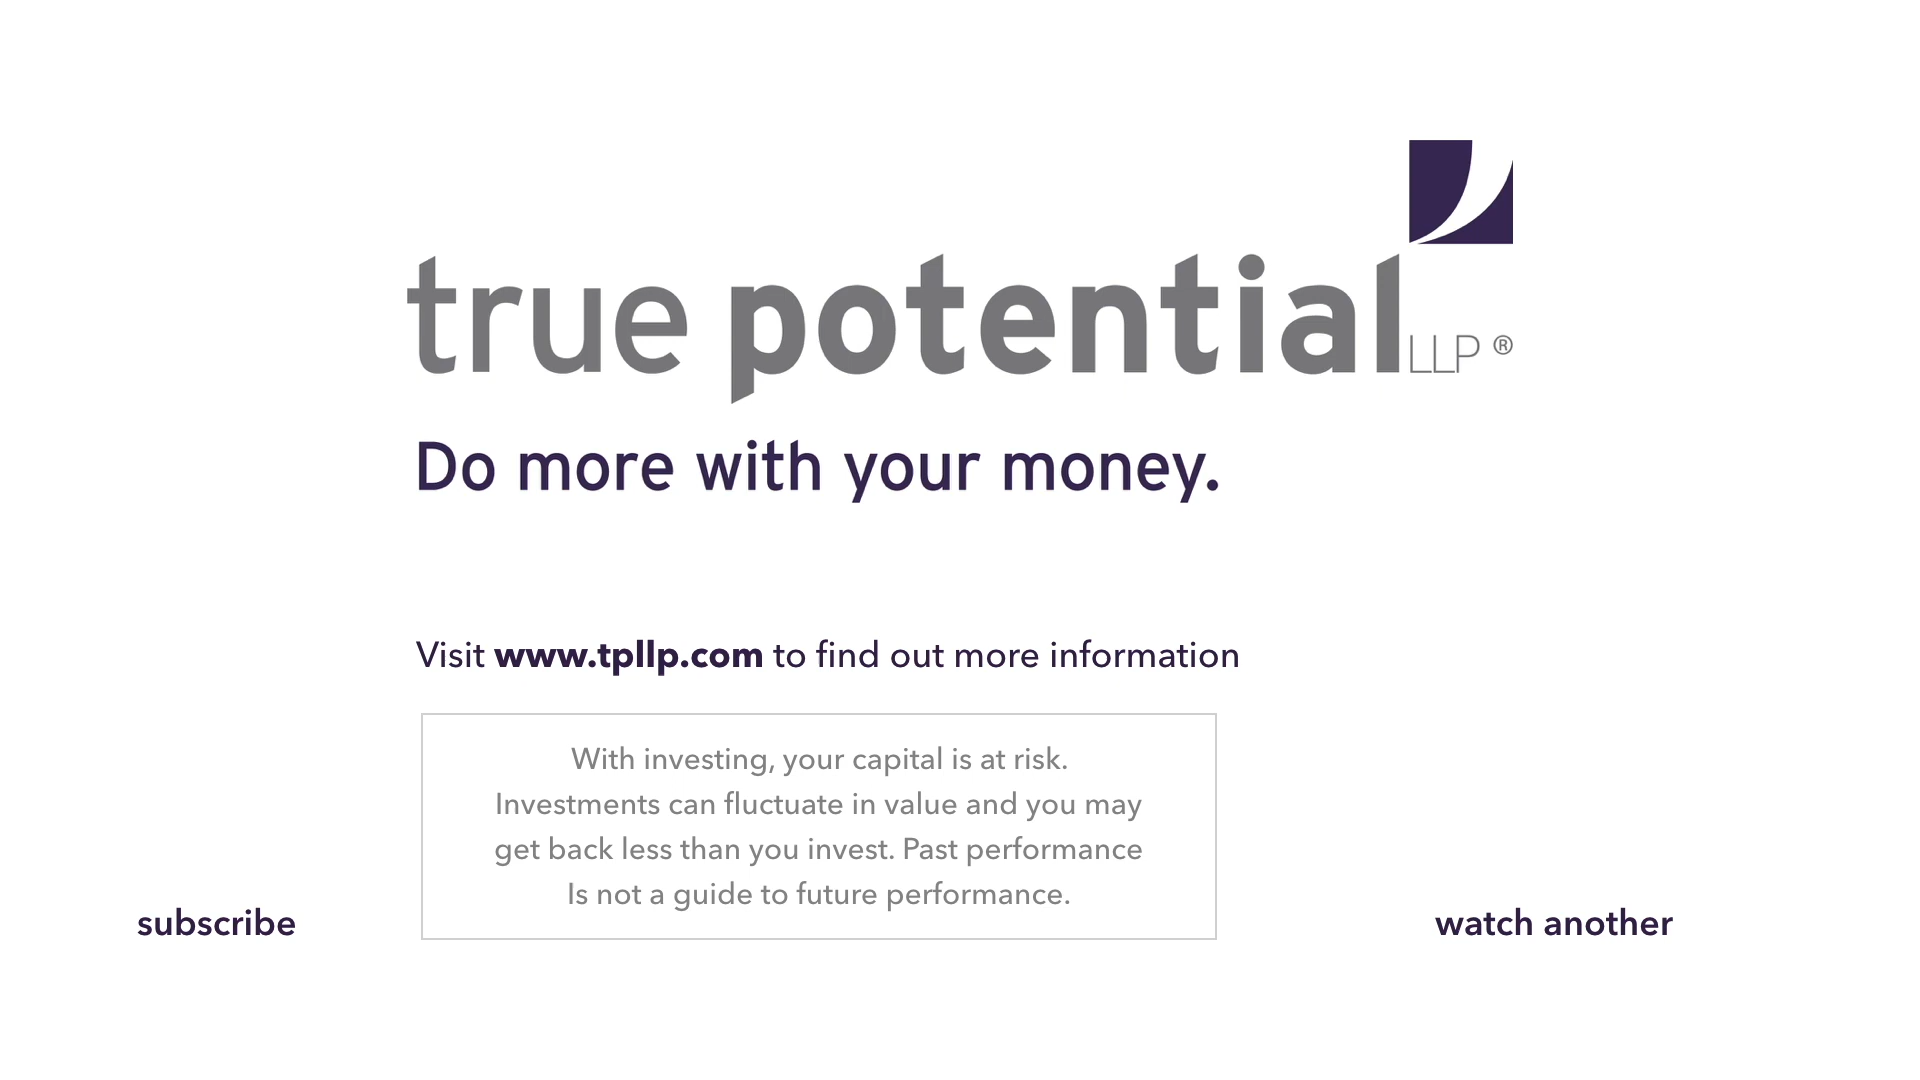 true potential LLP ®
Do more with your money.
Visit www.tpllp.com to find out more information
With investing, your capital is at risk.
Investments can fluctuate in value and you may
get back less than you invest. Past performance
Is not a guide to future performance.
subscribe
watch another